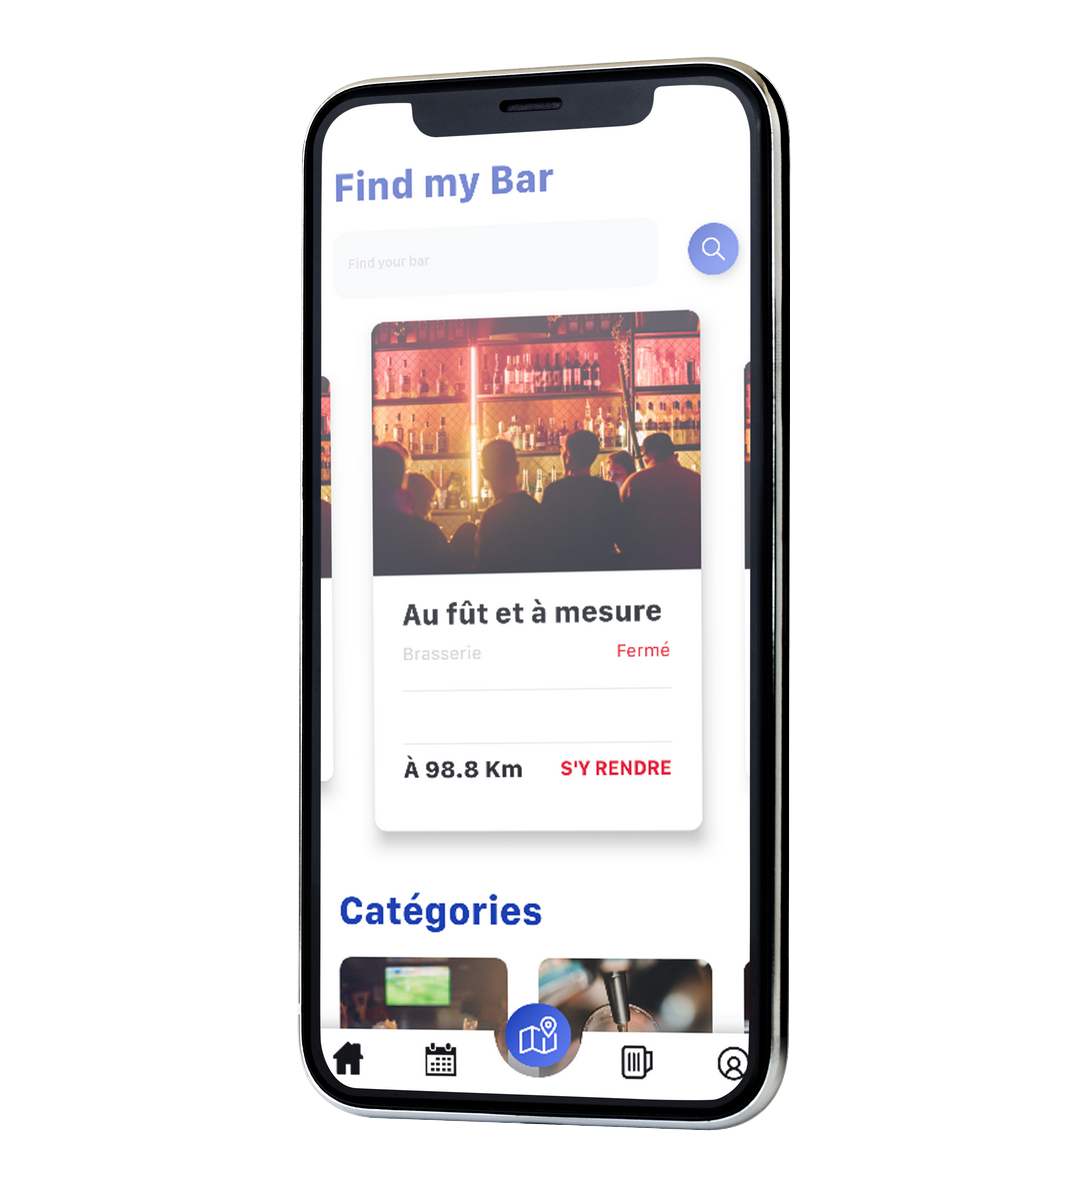 Find my Bar
Find your bar
Au fût et à mesure
Brasserie
Fermé
À 98.8 Km
S'Y RENDRE
Catégories